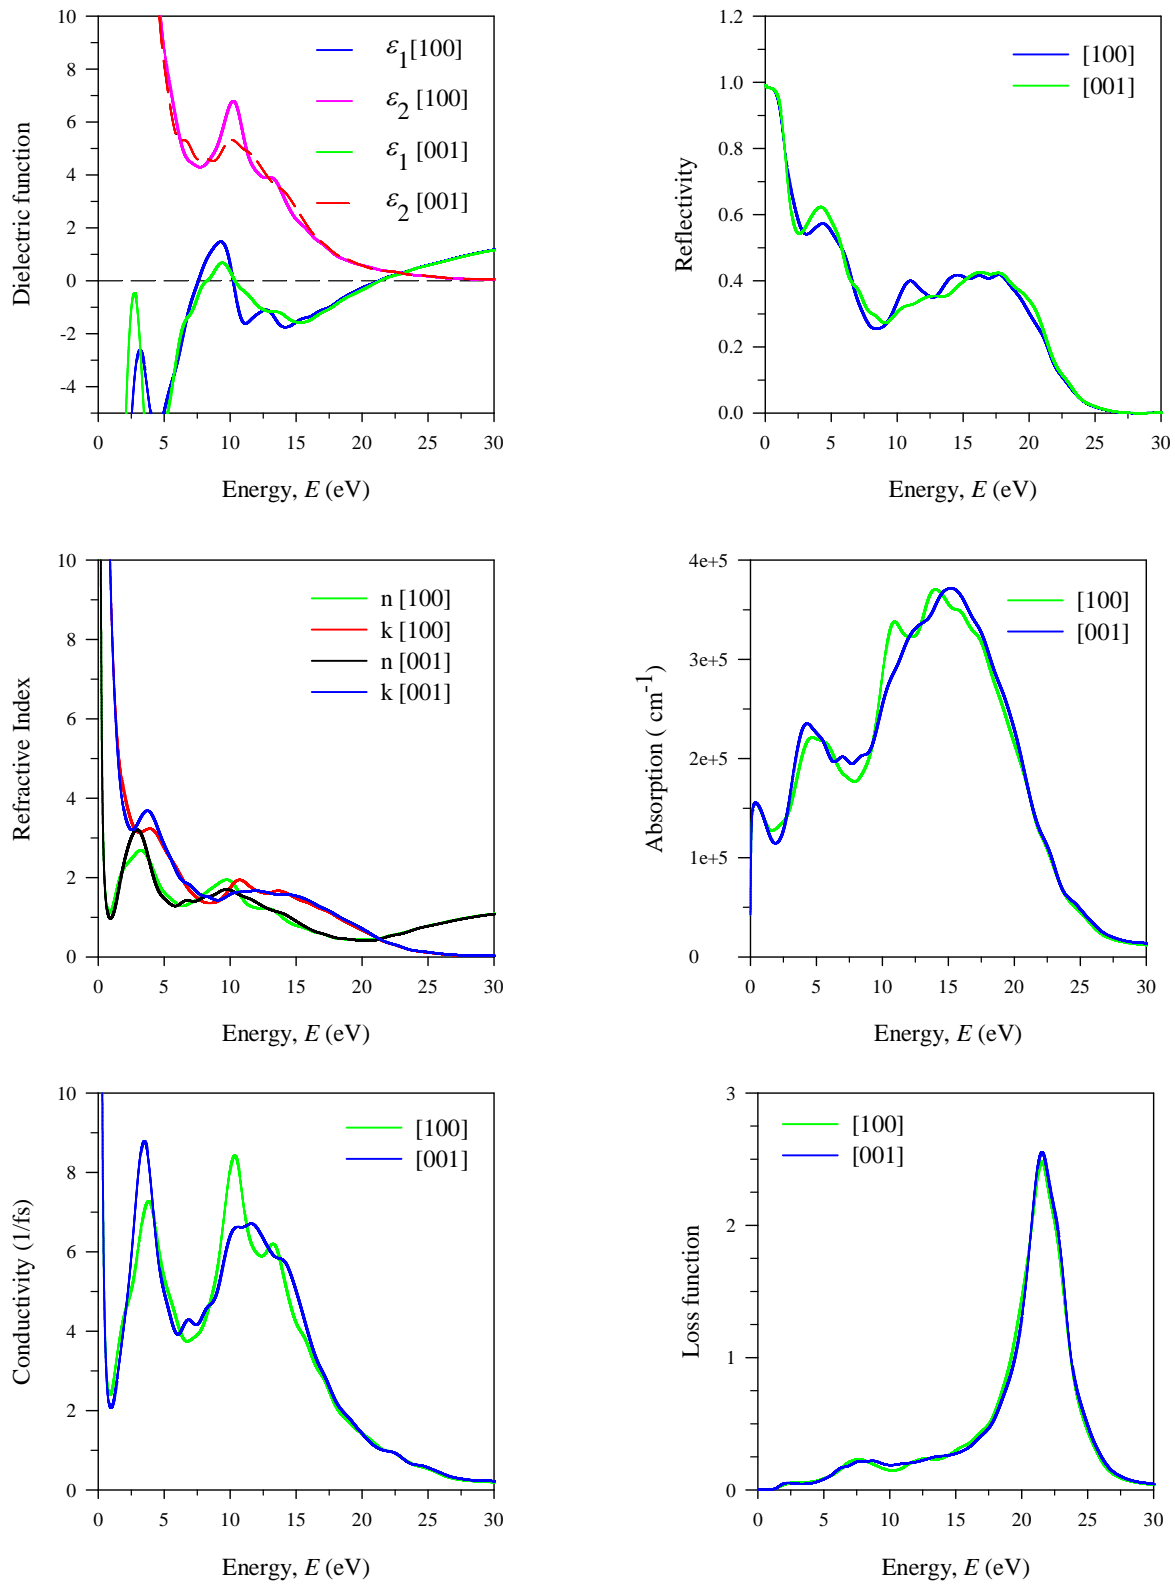 Dielectric function
10
8
6
4
2
0
-2
-4
0 5 10 15 20 25 30
Energy, E (eV)
ε1[100]
ε2 [100]
ε1 [001]
ε2 [001]
Reflectivity
1.2
1.0
0.8
0.6
0.4
0.2
0.0
0 5 10 15 20 25 30
Energy, E (eV)
[100]
[001]
Refractive Index
10
8
6
4
2
0
0 5 10 15 20 25 30
Energy, E (eV)
n [100]
k [100]
n [001]
k [001]
Absorption ( cm-1)
4e+5
3e+5
2e+5
1e+5
0
0 5 10 15 20 25 30
Energy, E (eV)
[100]
[001]
Conductivity (1/fs)
10
8
6
4
2
0
0 5 10 15 20 25 30
Energy, E (eV)
[100]
[001]
Loss function
3
2
1
0
0 5 10 15 20 25 30
Energy, E (eV)
[100]
[001]